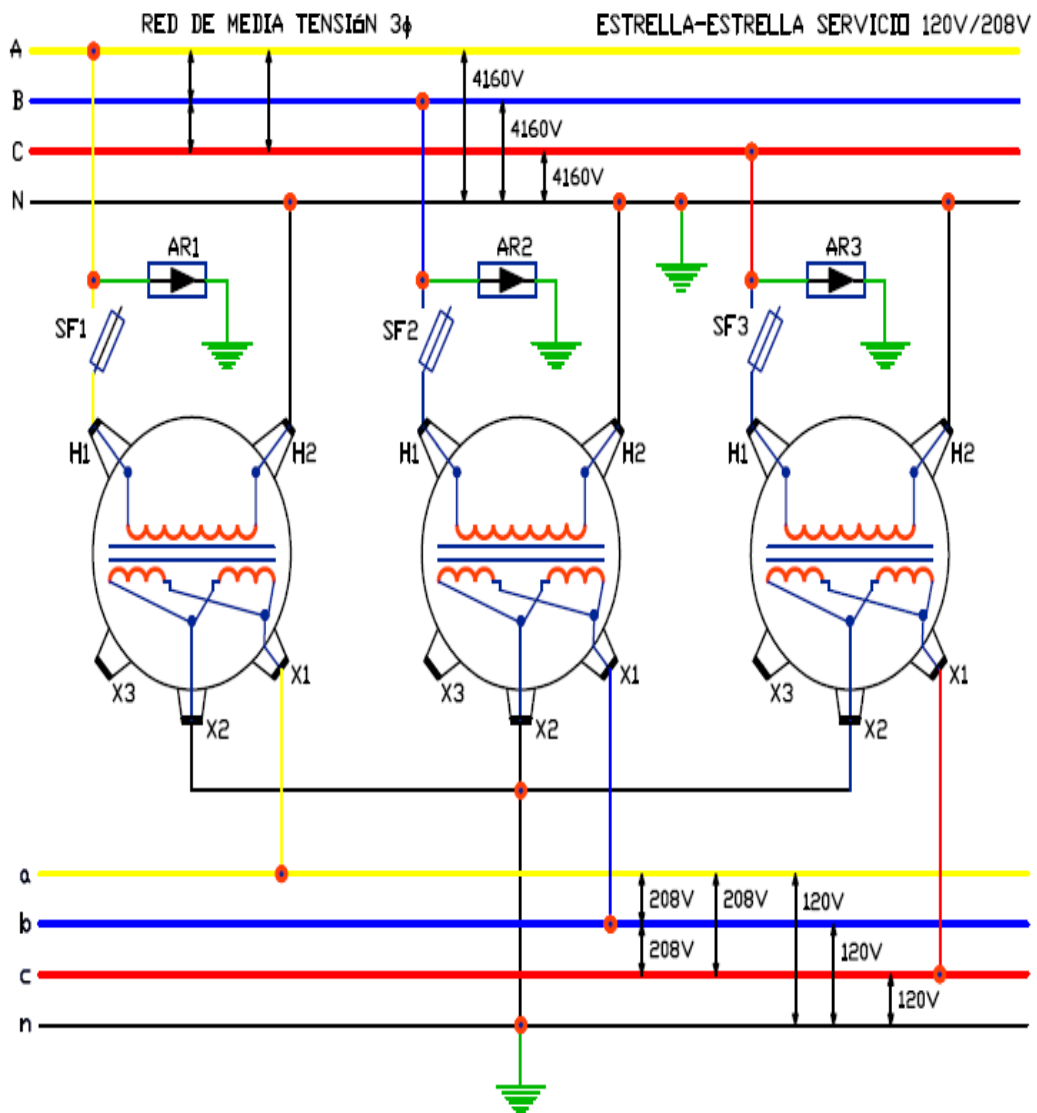 RED DE MEDIA TENSIóN 3ϕ
ESTRELLA-ESTRELLA SERVICIO 120V/208V
A
B
C
N
4160V
4160V
4160V
AR1
AR2
AR3
SF1
SF2
SF3
H1
H2
H1
H2
H1
H2
X3
X1
X3
X1
X3
X1
X2
X2
X2
a
b
c
n
208V
208V
120V
208V
120V
120V